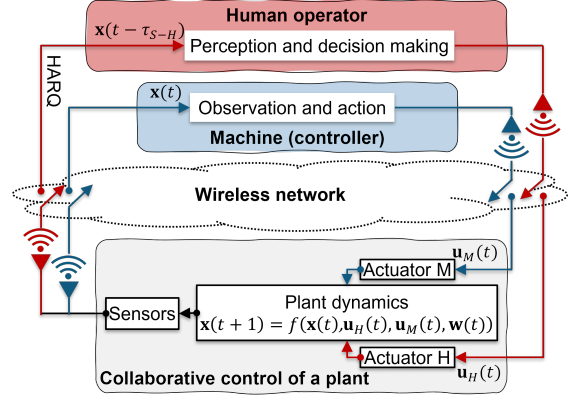 Human operator
x(t − τ_{S−H})
Perception and decision making
HARQ
x(t)
Observation and action
Machine (controller)
Wireless network
u_M(t)
Actuator M
Plant dynamics
Sensors
x(t + 1) = f(x(t),u_H(t), u_M(t), w(t))
Actuator H
u_H(t)
Collaborative control of a plant